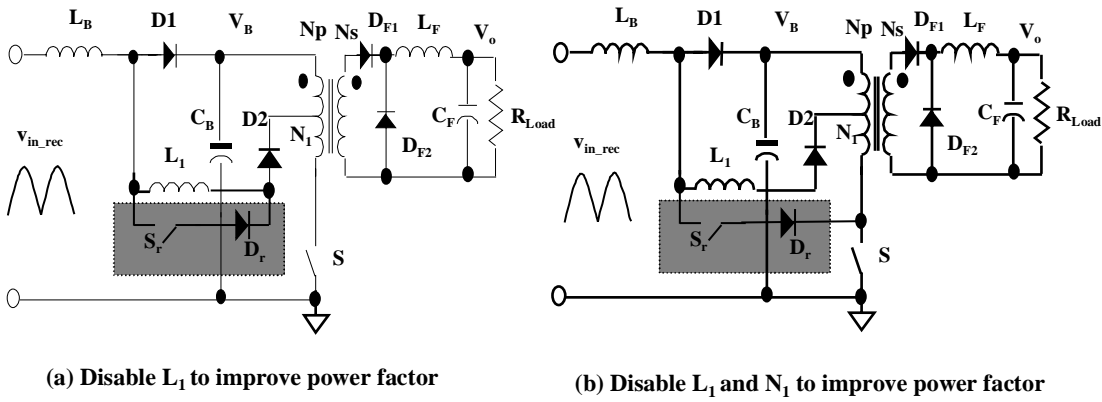 L_B D1 V_B Np Ns D_F1 L_F V_o
C_B D2 N_1 C_F R_Load
D_F2
v_in_rec
L_1
S_r D_r
S
(a) Disable L_1 to improve power factor
L_B D1 V_B Np Ns D_F1 L_F V_o
C_B D2 N_1 C_F R_Load
D_F2
v_in_rec
L_1
S_r D_r
S
(b) Disable L_1 and N_1 to improve power factor